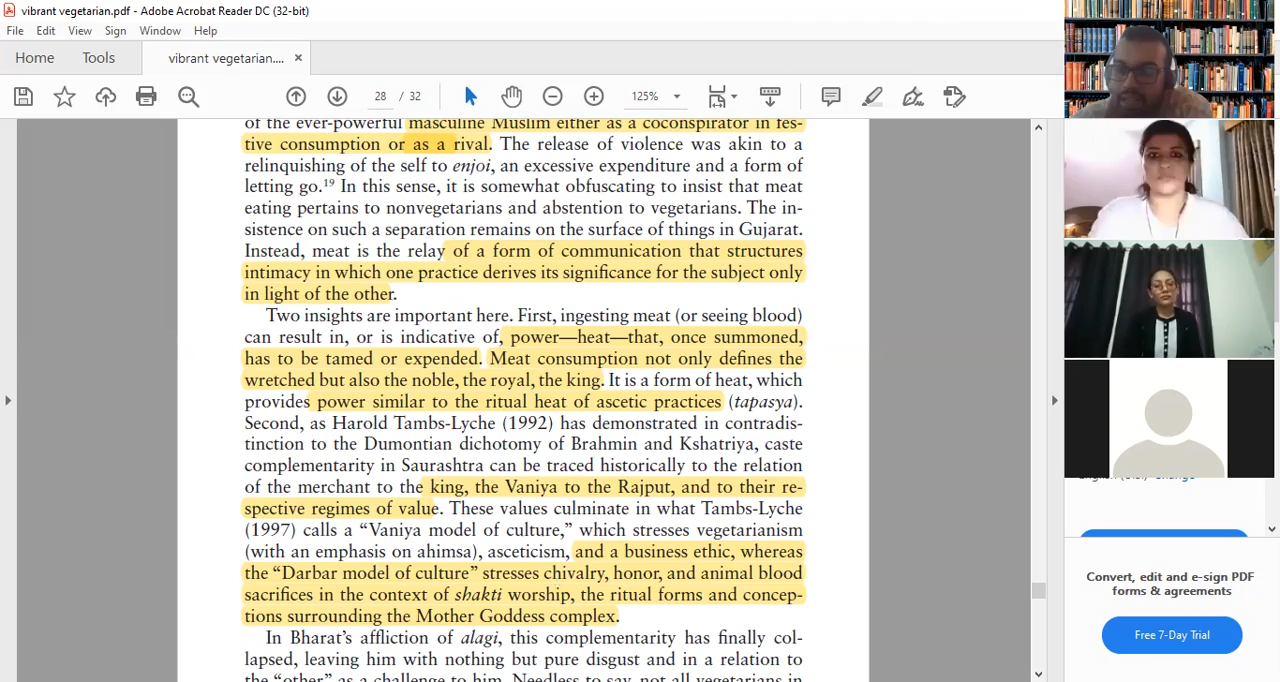 vibrant vegetarian.pdf - Adobe Acrobat Reader DC (32-bit)
File Edit View Sign Window Help
Home Tools vibrant vegetarian.... ×
28 / 32 125%
of the ever-powerful masculine Muslim either as a coconspirator in fes-
tive consumption or as a rival. The release of violence was akin to a
relinquishing of the self to enjoi, an excessive expenditure and a form of
letting go.19 In this sense, it is somewhat obfuscating to insist that meat
eating pertains to nonvegetarians and abstention to vegetarians. The in-
sistence on such a separation remains on the surface of things in Gujarat.
Instead, meat is the relay of a form of communication that structures
intimacy in which one practice derives its significance for the subject only
in light of the other.
Two insights are important here. First, ingesting meat (or seeing blood)
can result in, or is indicative of, power—heat—that, once summoned,
has to be tamed or expended. Meat consumption not only defines the
wretched but also the noble, the royal, the king. It is a form of heat, which
provides power similar to the ritual heat of ascetic practices (tapasya).
Second, as Harold Tambs-Lyche (1992) has demonstrated in contradis-
tinction to the Dumontian dichotomy of Brahmin and Kshatriya, caste
complementarity in Saurashtra can be traced historically to the relation
of the merchant to the king, the Vaniya to the Rajput, and to their re-
spective regimes of value. These values culminate in what Tambs-Lyche
(1997) calls a “Vaniya model of culture,” which stresses vegetarianism
(with an emphasis on ahimsa), asceticism, and a business ethic, whereas
the “Darbar model of culture” stresses chivalry, honor, and animal blood
sacrifices in the context of shakti worship, the ritual forms and concep-
tions surrounding the Mother Goddess complex.
In Bharat’s affliction of alagi, this complementarity has finally col-
lapsed, leaving him with nothing but pure disgust and in a relation to
the “other” as a challenge to him. Needless to say, not all vegetarians in
Convert, edit and e-sign PDF
forms & agreements
Free 7-Day Trial